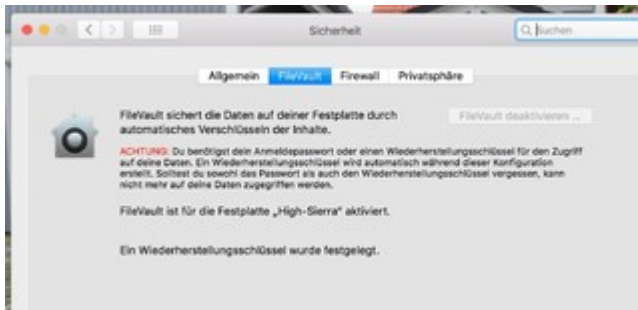 Sicherheit
Suchen
Allgemein FileVault Firewall Privatsphäre
FileVault sichert die Daten auf deiner Festplatte durch
automatisches Verschlüsseln der Inhalte.
FileVault deaktivieren ...
ACHTUNG: Du benötigst dein Anmeldepasswort oder einen Wiederherstellungsschlüssel für den Zugriff
auf deine Daten. Ein Wiederherstellungsschlüssel wird automatisch während dieser Konfiguration
erstellt. Solltest du sowohl das Passwort als auch den Wiederherstellungsschlüssel vergessen, kann
nicht mehr auf deine Daten zugegriffen werden.
FileVault ist für die Festplatte „High-Sierra“ aktiviert.
Ein Wiederherstellungsschlüssel wurde festgelegt.